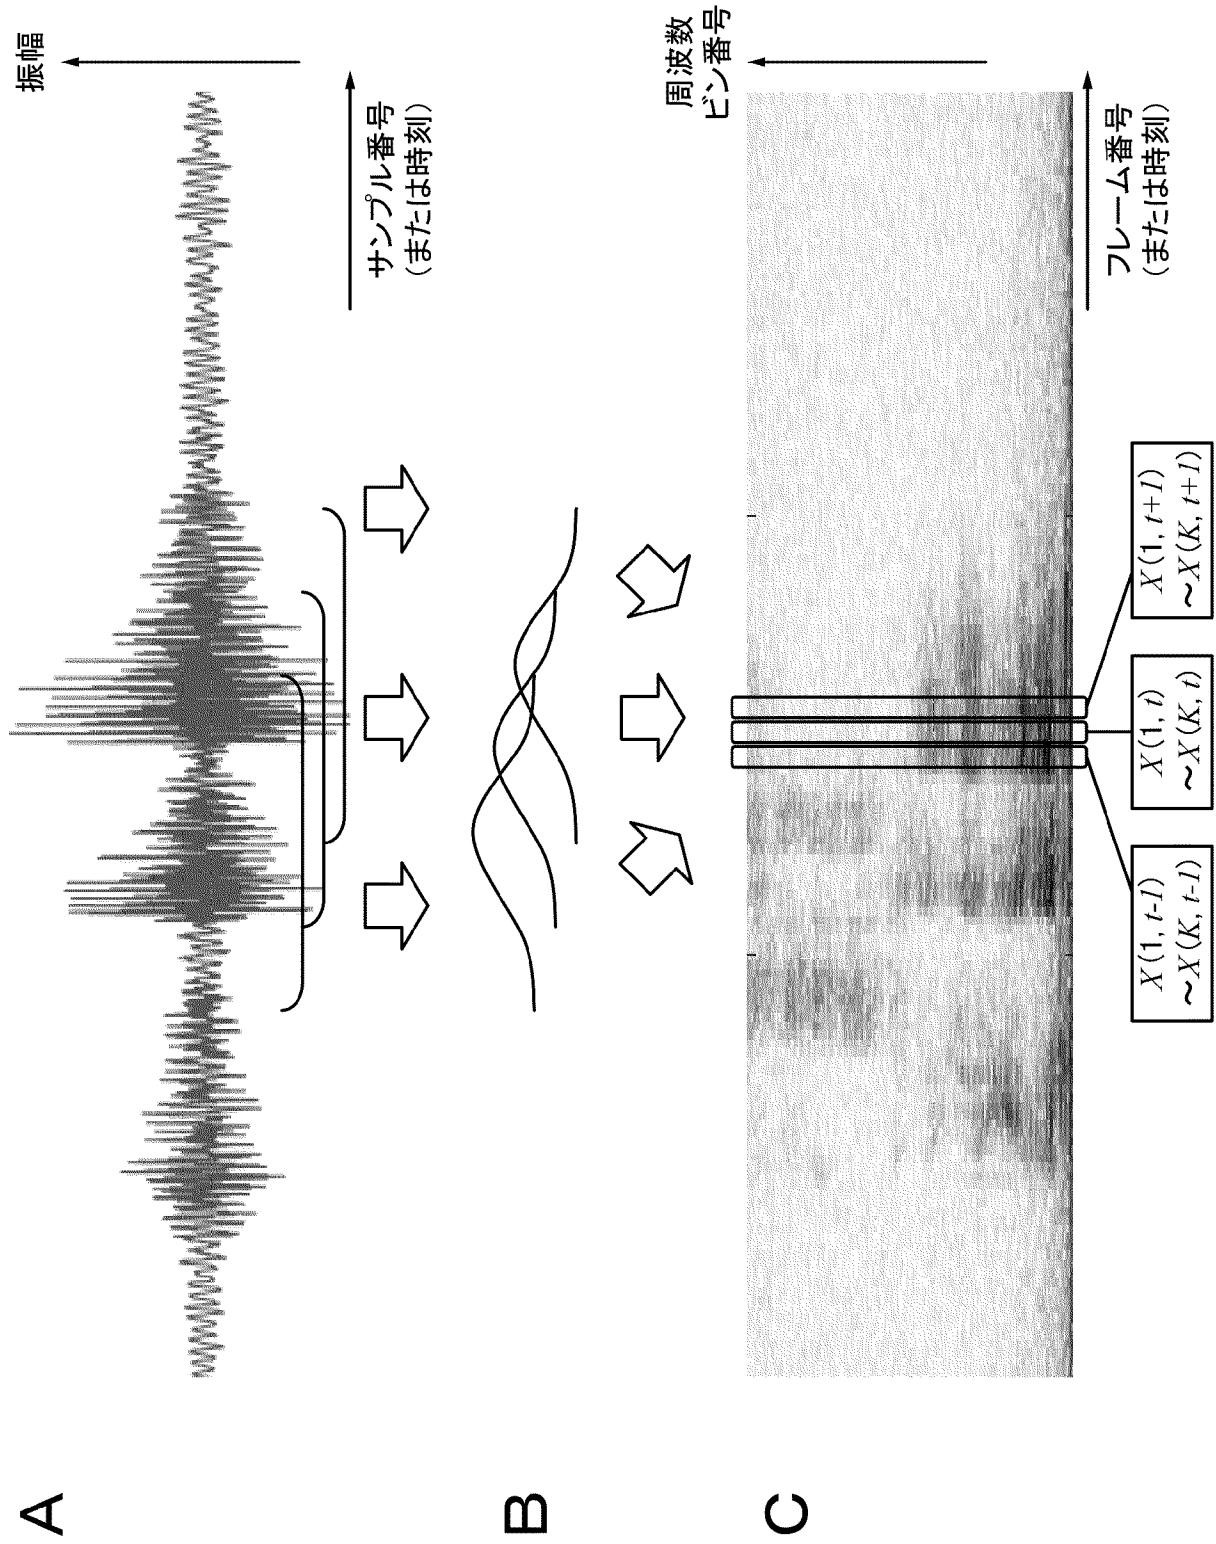 A
振幅
サンプル番号
(または時刻)
B
C
周波数
ビン番号
フレーム番号
(または時刻)
X(1, t-1)
～X(K, t-1)
X(1, t)
～X(K, t)
X(1, t+1)
～X(K, t+1)